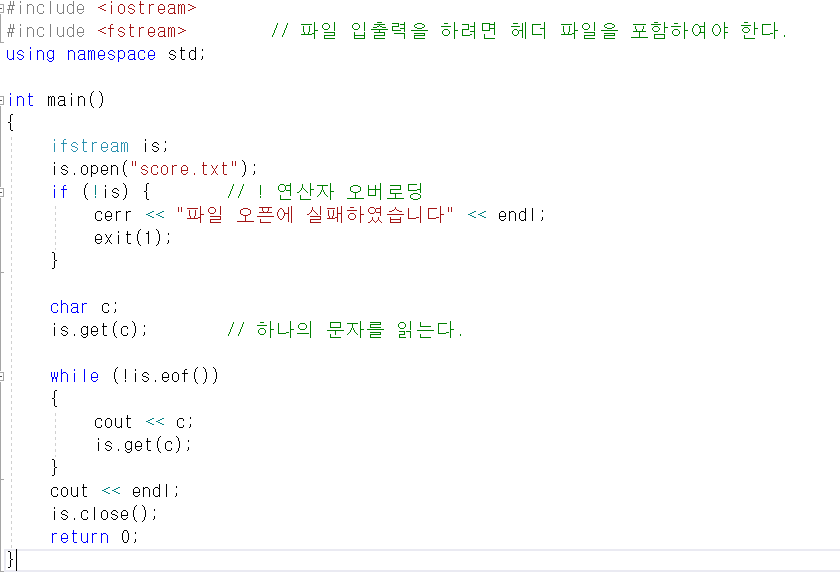 #include <iostream>
#include <fstream> // 파일 입출력을 하려면 헤더 파일을 포함하여야 한다.
using namespace std;
int main()
{
ifstream is;
is.open("score.txt");
if (!is) { // ! 연산자 오버로딩
cerr << "파일 오픈에 실패하였습니다" << endl;
exit(1);
}
char c;
is.get(c); // 하나의 문자를 읽는다.
while (!is.eof())
{
cout << c;
is.get(c);
}
cout << endl;
is.close();
return 0;
}